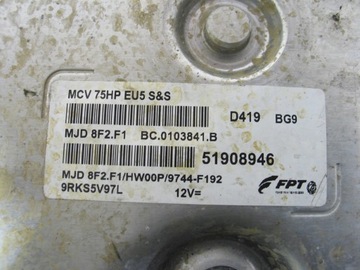 MCV 75HP EU5 S&S
D419 BG9
MJD 8F2.F1 BC.0103841.B
51908946
MJD 8F2.F1/HW00P/9744-F192
9RKS5V97L 12V=
FPT